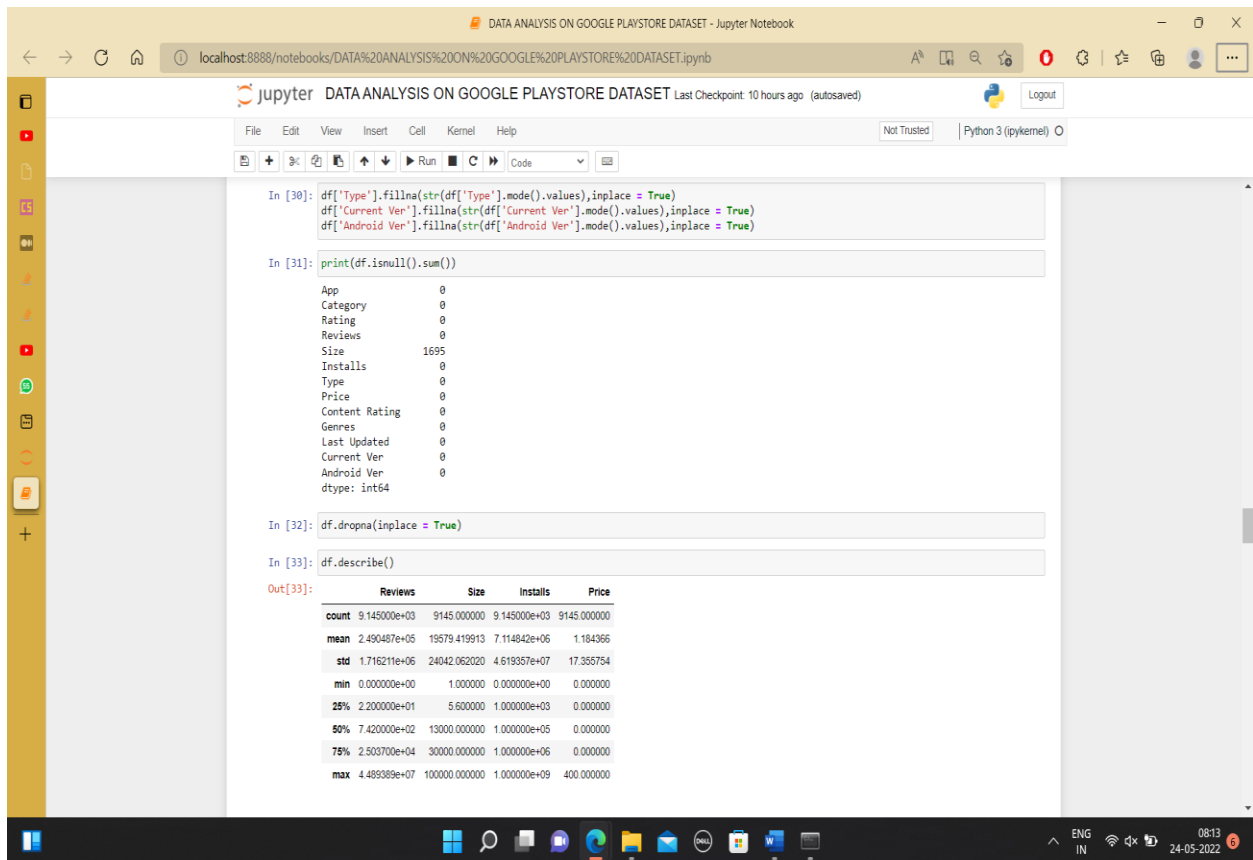 DATA ANALYSIS ON GOOGLE PLAYSTORE DATASET - Jupyter Notebook
localhost:8888/notebooks/DATA%20ANALYSIS%20ON%20GOOGLE%20PLAYSTORE%20DATASET.ipynb
jupyter DATA ANALYSIS ON GOOGLE PLAYSTORE DATASET Last Checkpoint: 10 hours ago (autosaved)
Logout
File Edit View Insert Cell Kernel Help
Not Trusted
Python 3 (ipykernel)
Run
Code
In [30]: df['Type'].fillna(str(df['Type'].mode().values),inplace = True)
df['Current Ver'].fillna(str(df['Current Ver'].mode().values),inplace = True)
df['Android Ver'].fillna(str(df['Android Ver'].mode().values),inplace = True)
In [31]: print(df.isnull().sum())
App 0
Category 0
Rating 0
Reviews 0
Size 1695
Installs 0
Type 0
Price 0
Content Rating 0
Genres 0
Last Updated 0
Current Ver 0
Android Ver 0
dtype: int64
In [32]: df.dropna(inplace = True)
In [33]: df.describe()
Out[33]:
Reviews Size Installs Price
count 9.145000e+03 9145.000000 9.145000e+03 9145.000000
mean 2.490487e+05 19579.419913 7.114842e+06 1.184366
std 1.716211e+06 24042.062020 4.619357e+07 17.355754
min 0.000000e+00 1.000000 0.000000e+00 0.000000
25% 2.200000e+01 5.600000 1.000000e+03 0.000000
50% 7.420000e+02 13000.000000 1.000000e+05 0.000000
75% 2.503700e+04 30000.000000 1.000000e+06 0.000000
max 4.489389e+07 100000.000000 1.000000e+09 400.000000
DELL
W
ENG
IN
08:13
24-05-2022
6